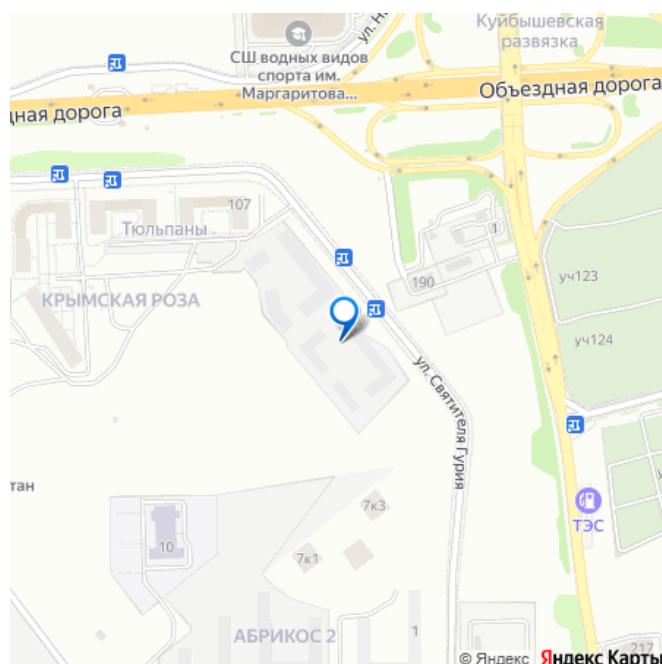 ул. Н
СШ водных видов
спорта им.
Маргаритова...
Куйбышевская
развязка
Объездная дорога
дная дорога
107
Тюльпаны
1
190
уч123
КРЫМСКАЯ РОЗА
уч124
ул. Святителя Гурия
тан
7к3
ТЭС
10
7к1
АБРИКОС 2
1
217
© Яндекс Яндекс Карты